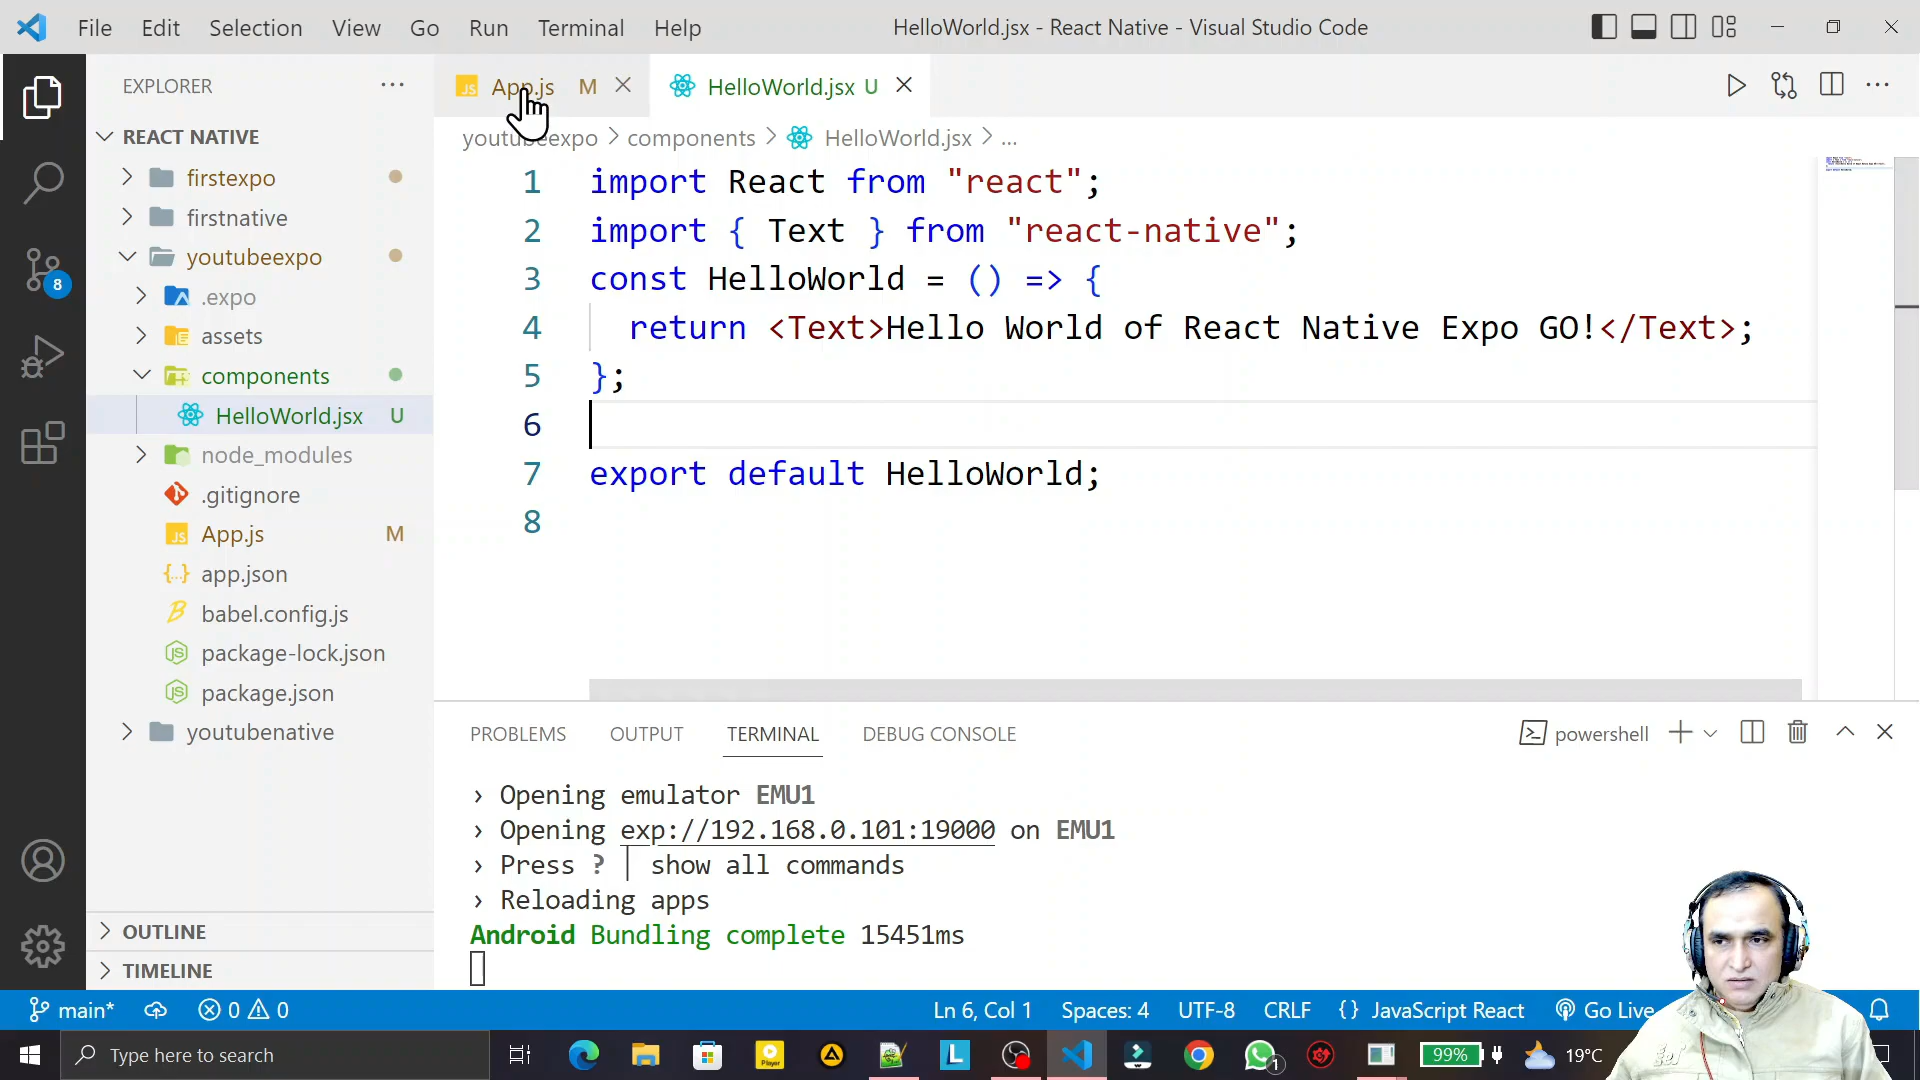 File Edit Selection View Go Run Terminal Help
HelloWorld.jsx - React Native - Visual Studio Code
EXPLORER
REACT NATIVE
firstexpo
firstnative
youtubeexpo
.expo
assets
components
HelloWorld.jsx U
node_modules
.gitignore
App.js M
app.json
babel.config.js
package-lock.json
package.json
youtubenative
OUTLINE
TIMELINE
8
App.js M
HelloWorld.jsx U
youtubeexpo > components > HelloWorld.jsx > ...
1 import React from "react";
2 import { Text } from "react-native";
3 const HelloWorld = () => {
4 return <Text>Hello World of React Native Expo GO!</Text>;
5 };
6
7 export default HelloWorld;
8
PROBLEMS OUTPUT TERMINAL DEBUG CONSOLE
powershell
› Opening emulator EMU1
› Opening exp://192.168.0.101:19000 on EMU1
› Press ? │ show all commands
› Reloading apps
Android Bundling complete 15451ms
main* 0 0
Ln 6, Col 1 Spaces: 4 UTF-8 CRLF {} JavaScript React Go Live
Type here to search
Player
L
1
99%
19°C